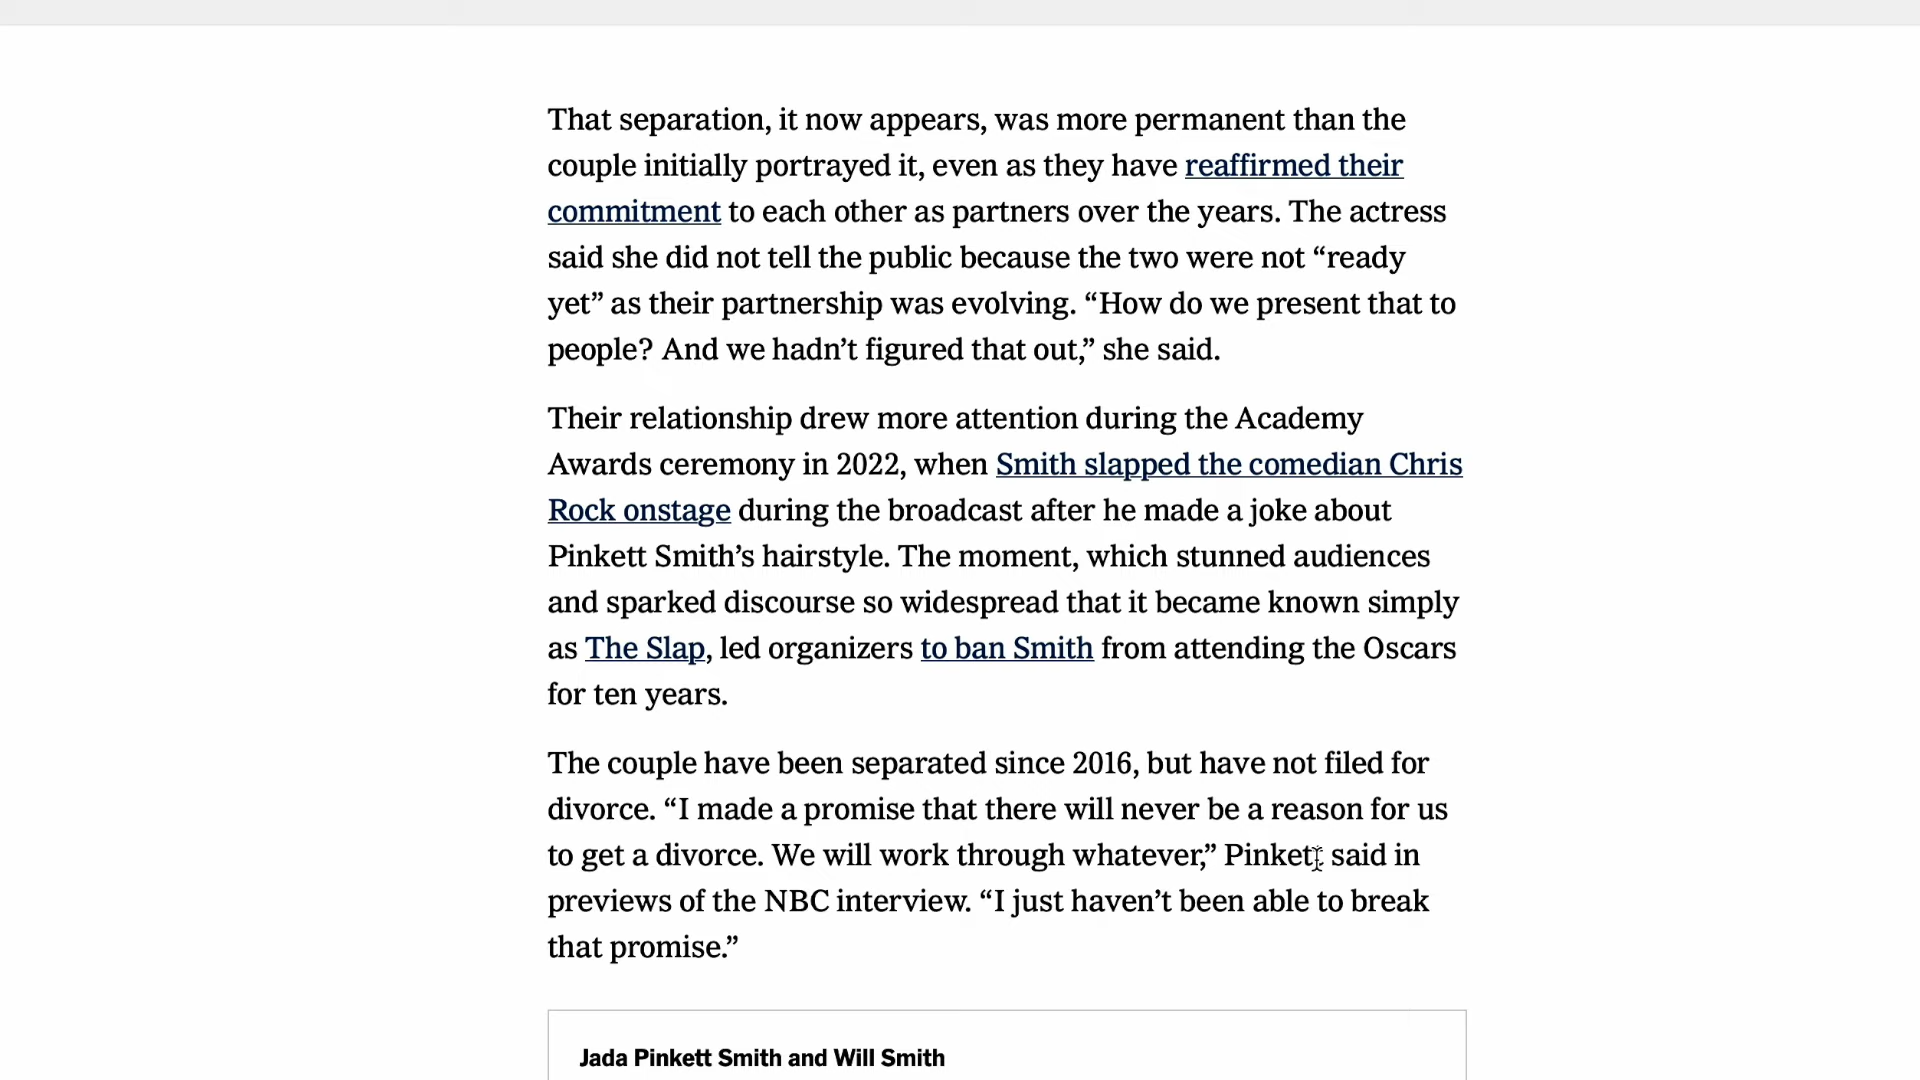 That separation, it now appears, was more permanent than the
couple initially portrayed it, even as they have reaffirmed their
commitment to each other as partners over the years. The actress
said she did not tell the public because the two were not “ready
yet” as their partnership was evolving. “How do we present that to
people? And we hadn’t figured that out,” she said.
Their relationship drew more attention during the Academy
Awards ceremony in 2022, when Smith slapped the comedian Chris
Rock onstage during the broadcast after he made a joke about
Pinkett Smith’s hairstyle. The moment, which stunned audiences
and sparked discourse so widespread that it became known simply
as The Slap, led organizers to ban Smith from attending the Oscars
for ten years.
The couple have been separated since 2016, but have not filed for
divorce. “I made a promise that there will never be a reason for us
to get a divorce. We will work through whatever,” Pinkett said in
previews of the NBC interview. “I just haven’t been able to break
that promise.”
Jada Pinkett Smith and Will Smith